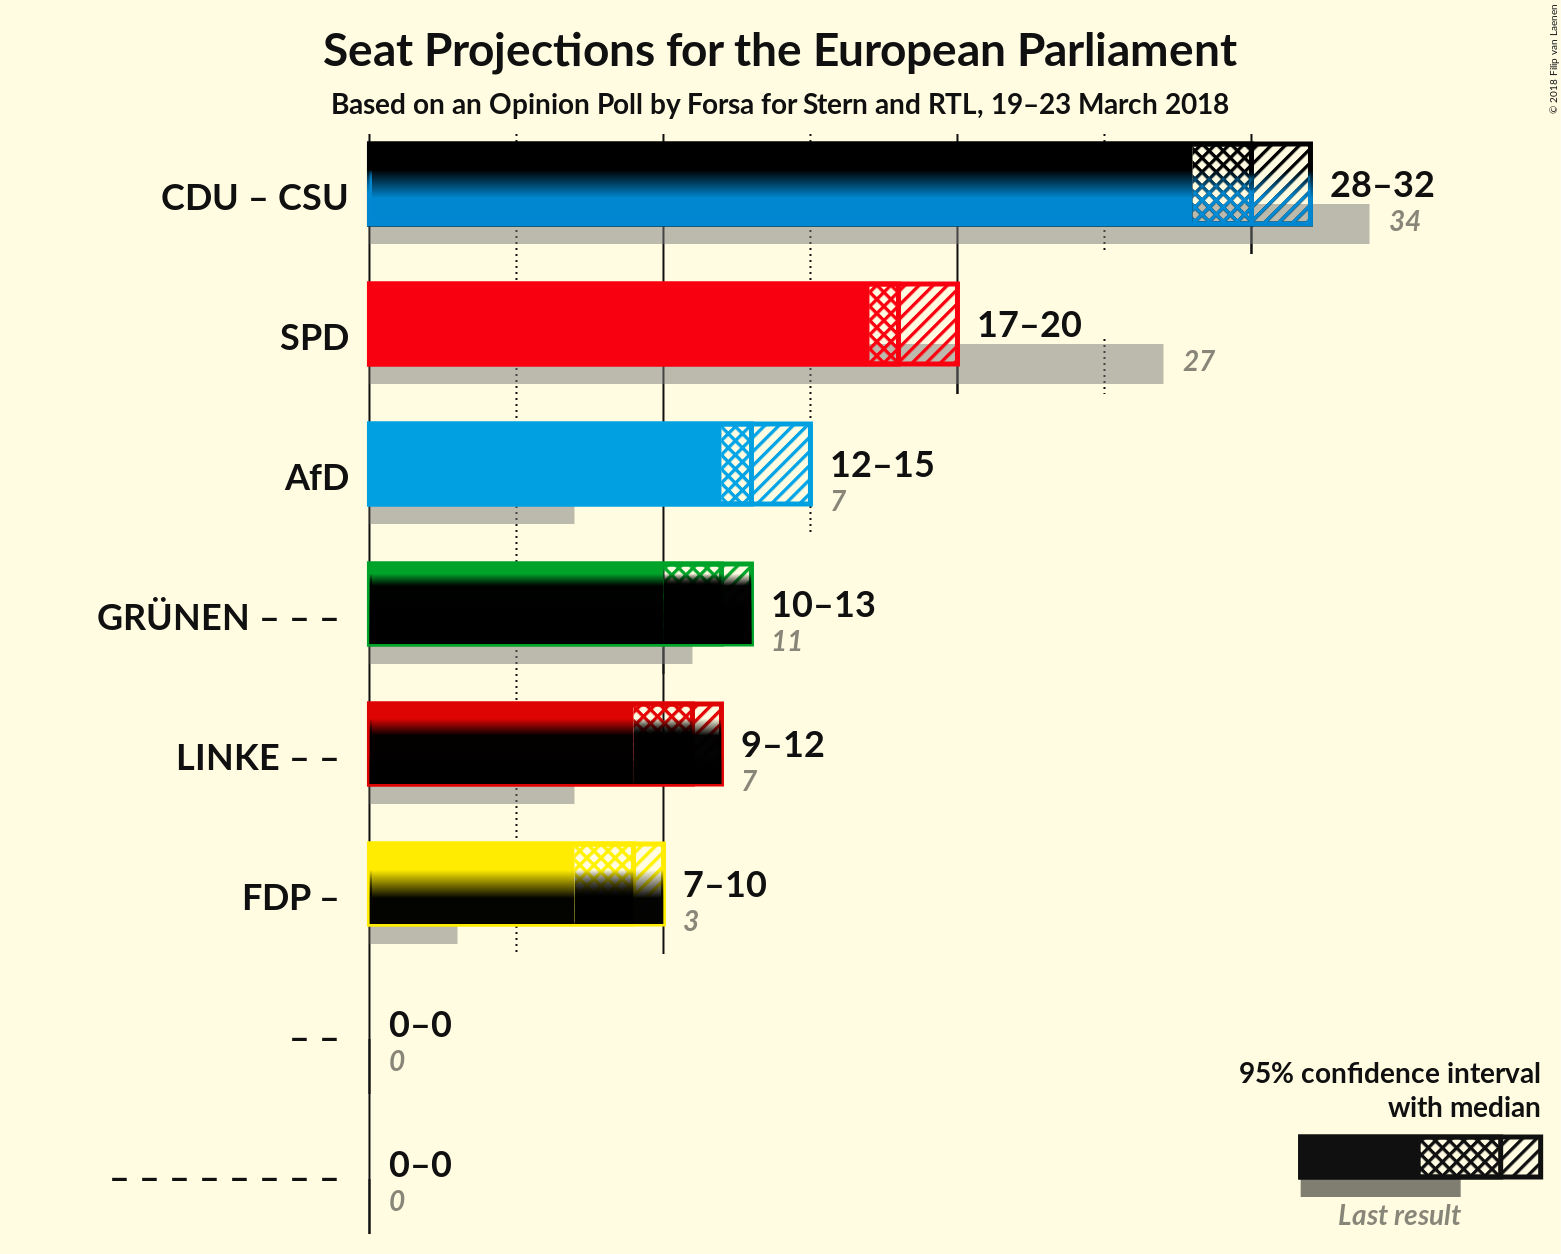 Seat Projections for the European Parliament
Based on an Opinion Poll by Forsa for Stern and RTL, 19–23 March 2018
© 2018 Filip van Laenen
CDU – CSU
28–32
34
SPD
17–20
27
AfD
12–15
7
GRÜNEN – – –
10–13
11
LINKE – –
9–12
7
FDP –
7–10
3
– –
0–0
0
– – – – – – – –
0–0
0
95% confidence interval
with median
Last result